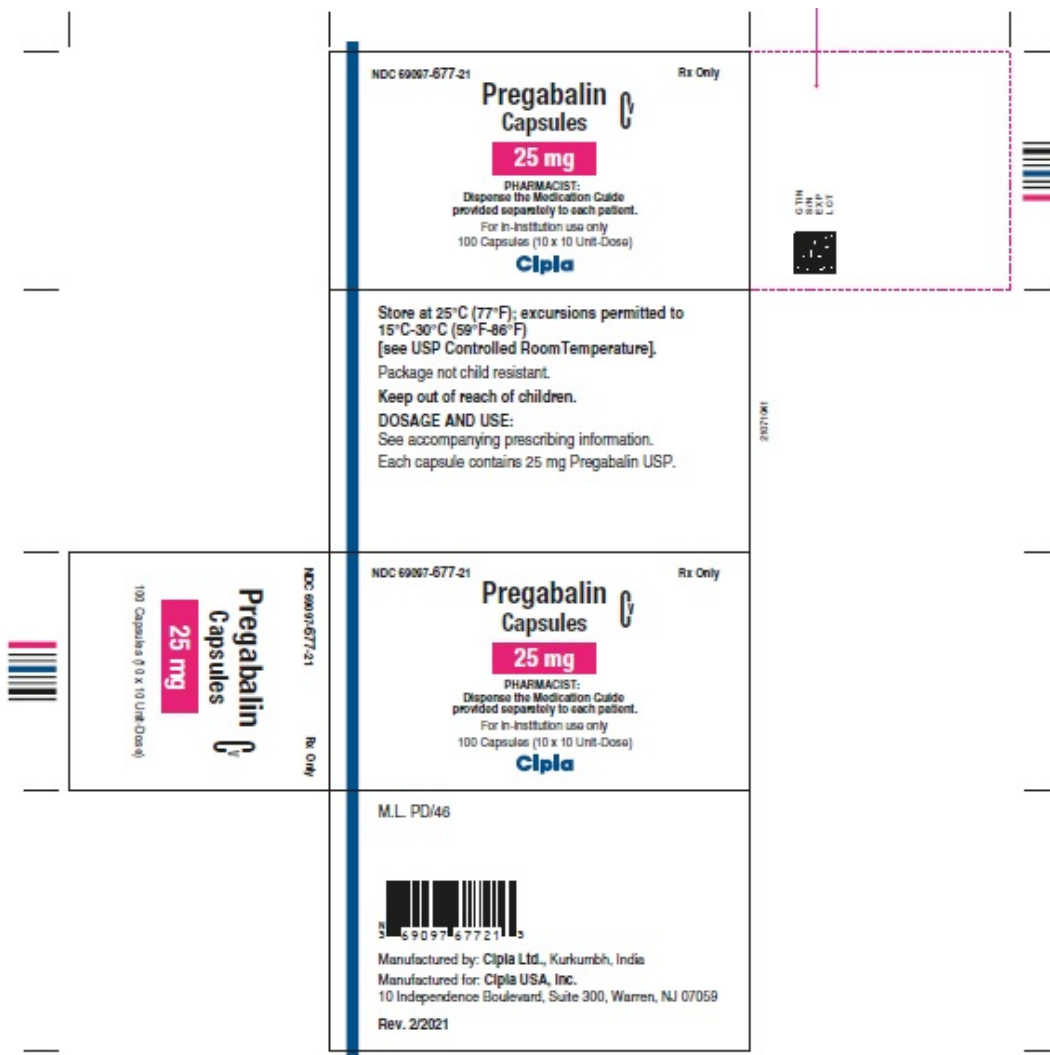 NDC 69097-677-21
Rx Only
Pregabalin
Capsules
CV
25 mg
PHARMACIST:
Dispense the Medication Guide
provided separately to each patient.
For in-institution use only
100 Capsules (10 x 10 Unit-Dose)
Cipla
GTIN
S/N
EXP
LOT
Store at 25°C (77°F); excursions permitted to
15°C-30°C (59°F-86°F)
[see USP Controlled RoomTemperature].
Package not child resistant.
Keep out of reach of children.
DOSAGE AND USE:
See accompanying prescribing information.
Each capsule contains 25 mg Pregabalin USP.
NDC 69097-677-21
Rx Only
Pregabalin
Capsules
CV
25 mg
100 Capsules (10 x 10 Unit-Dose)
NDC 69097-677-21
Rx Only
Pregabalin
Capsules
CV
25 mg
PHARMACIST:
Dispense the Medication Guide
provided separately to each patient.
For in-institution use only
100 Capsules (10 x 10 Unit-Dose)
Cipla
M.L. PD/46
N
3 69097 67721 3
Manufactured by: Cipla Ltd., Kurkumbh, India
Manufactured for: Cipla USA, Inc.
10 Independence Boulevard, Suite 300, Warren, NJ 07059
Rev. 2/2021